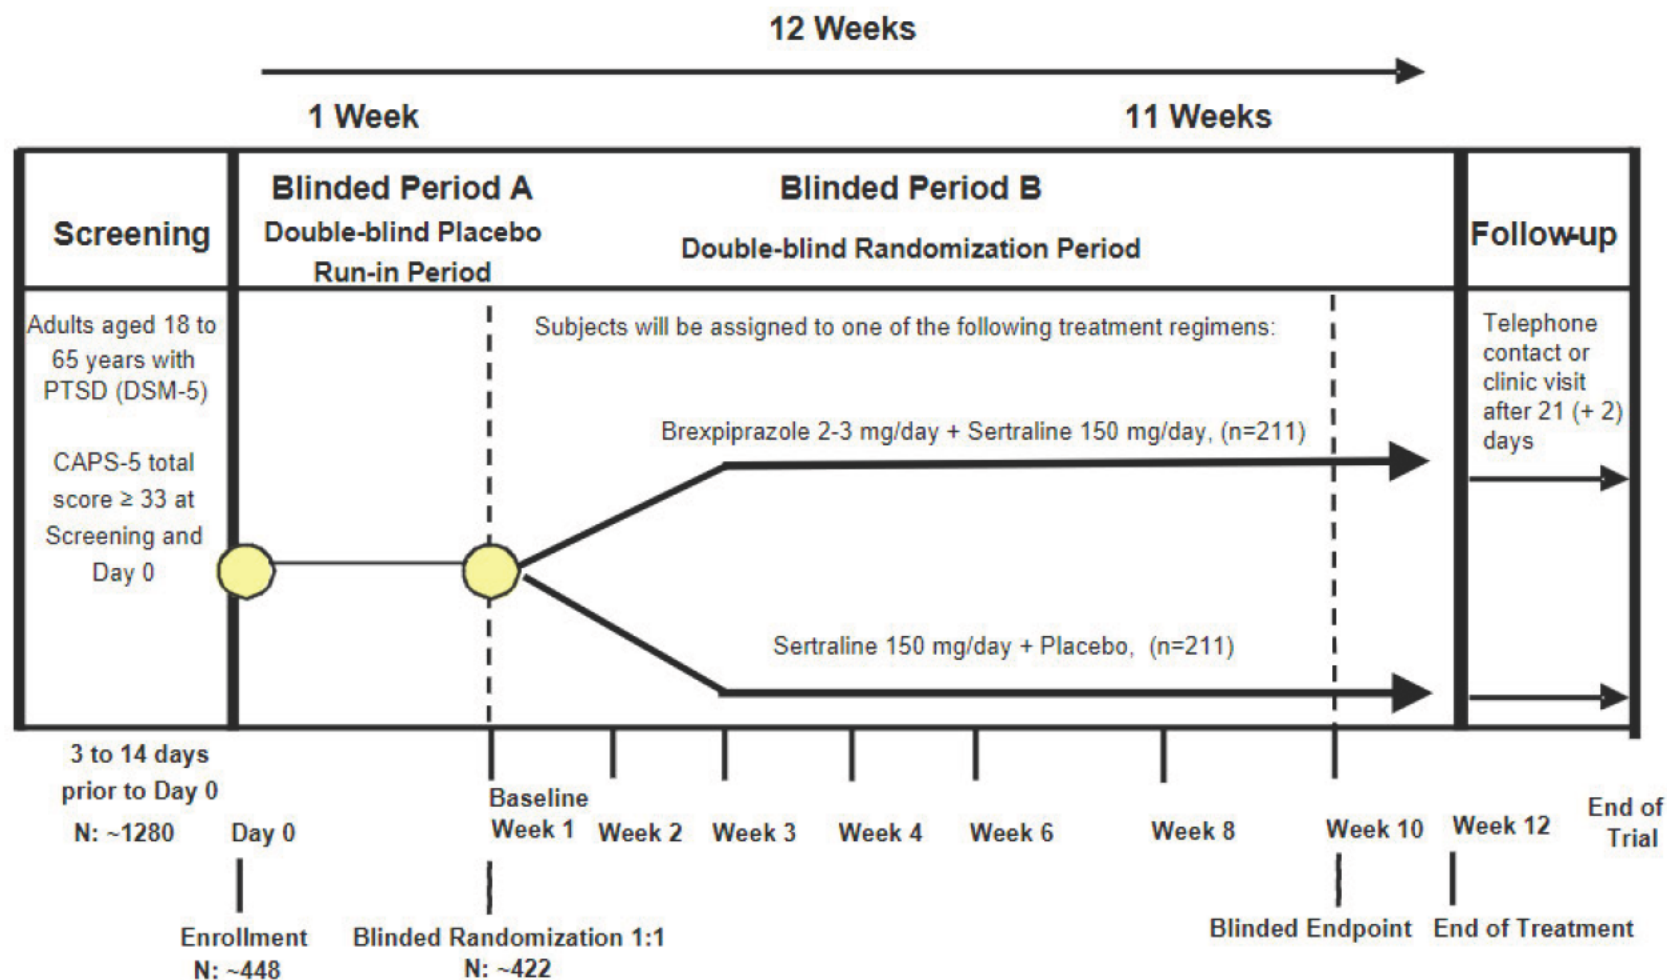 12 Weeks
1 Week
11 Weeks
Screening
Blinded Period A
Double-blind Placebo
Run-in Period
Blinded Period B
Double-blind Randomization Period
Follow-up
Adults aged 18 to
65 years with
PTSD (DSM-5)
CAPS-5 total
score ≥ 33 at
Screening and
Day 0
Subjects will be assigned to one of the following treatment regimens:
Brexpiprazole 2-3 mg/day + Sertraline 150 mg/day, (n=211)
Sertraline 150 mg/day + Placebo, (n=211)
Telephone
contact or
clinic visit
after 21 (+ 2)
days
3 to 14 days
prior to Day 0
N: ~1280
Day 0
Baseline
Week 1
Week 2
Week 3
Week 4
Week 6
Week 8
Week 10
Week 12
End of
Trial
Enrollment
N: ~448
Blinded Randomization 1:1
N: ~422
Blinded Endpoint
End of Treatment